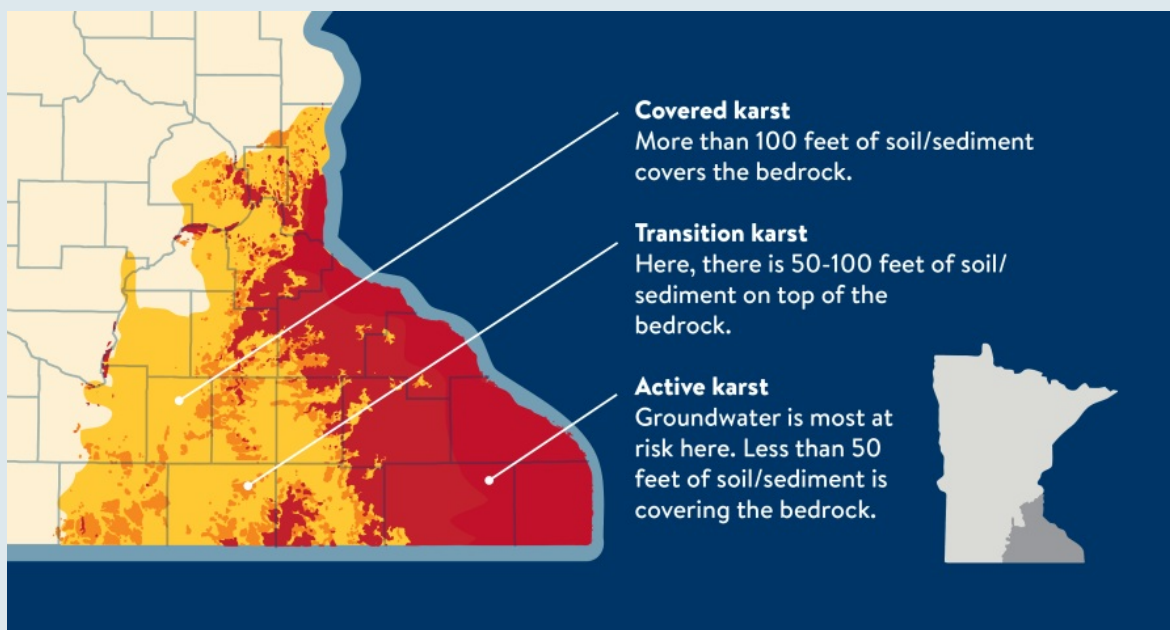 Covered karst
More than 100 feet of soil/sediment
covers the bedrock.
Transition karst
Here, there is 50-100 feet of soil/
sediment on top of the
bedrock.
Active karst
Groundwater is most at
risk here. Less than 50
feet of soil/sediment is
covering the bedrock.